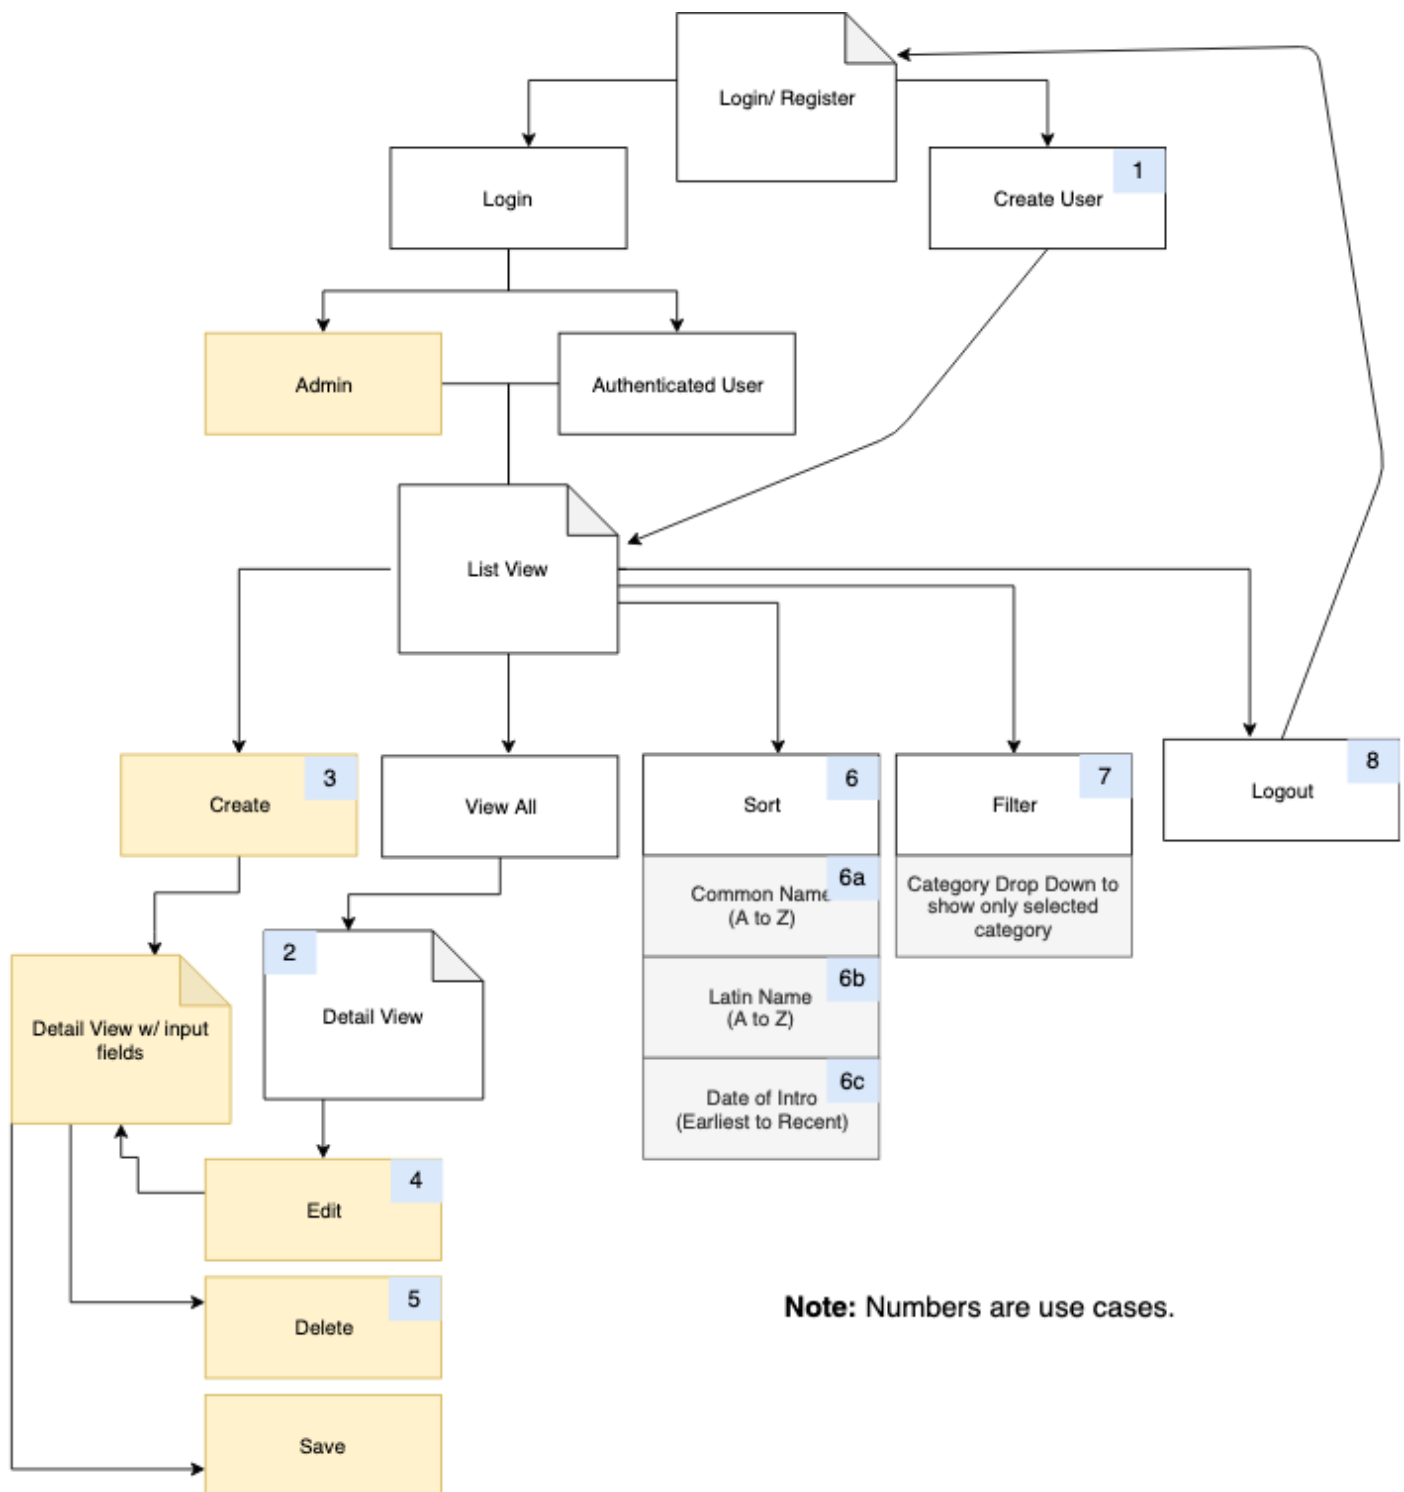 Login/ Register
1
Create User
Login
Admin
Authenticated User
List View
3
Create
View All
6
Sort
7
Filter
8
Logout
6a
Common Name
(A to Z)
Category Drop Down to
show only selected
category
2
Detail View
6b
Latin Name
(A to Z)
Detail View w/ input
fields
6c
Date of Intro
(Earliest to Recent)
4
Edit
5
Delete
Note: Numbers are use cases.
Save